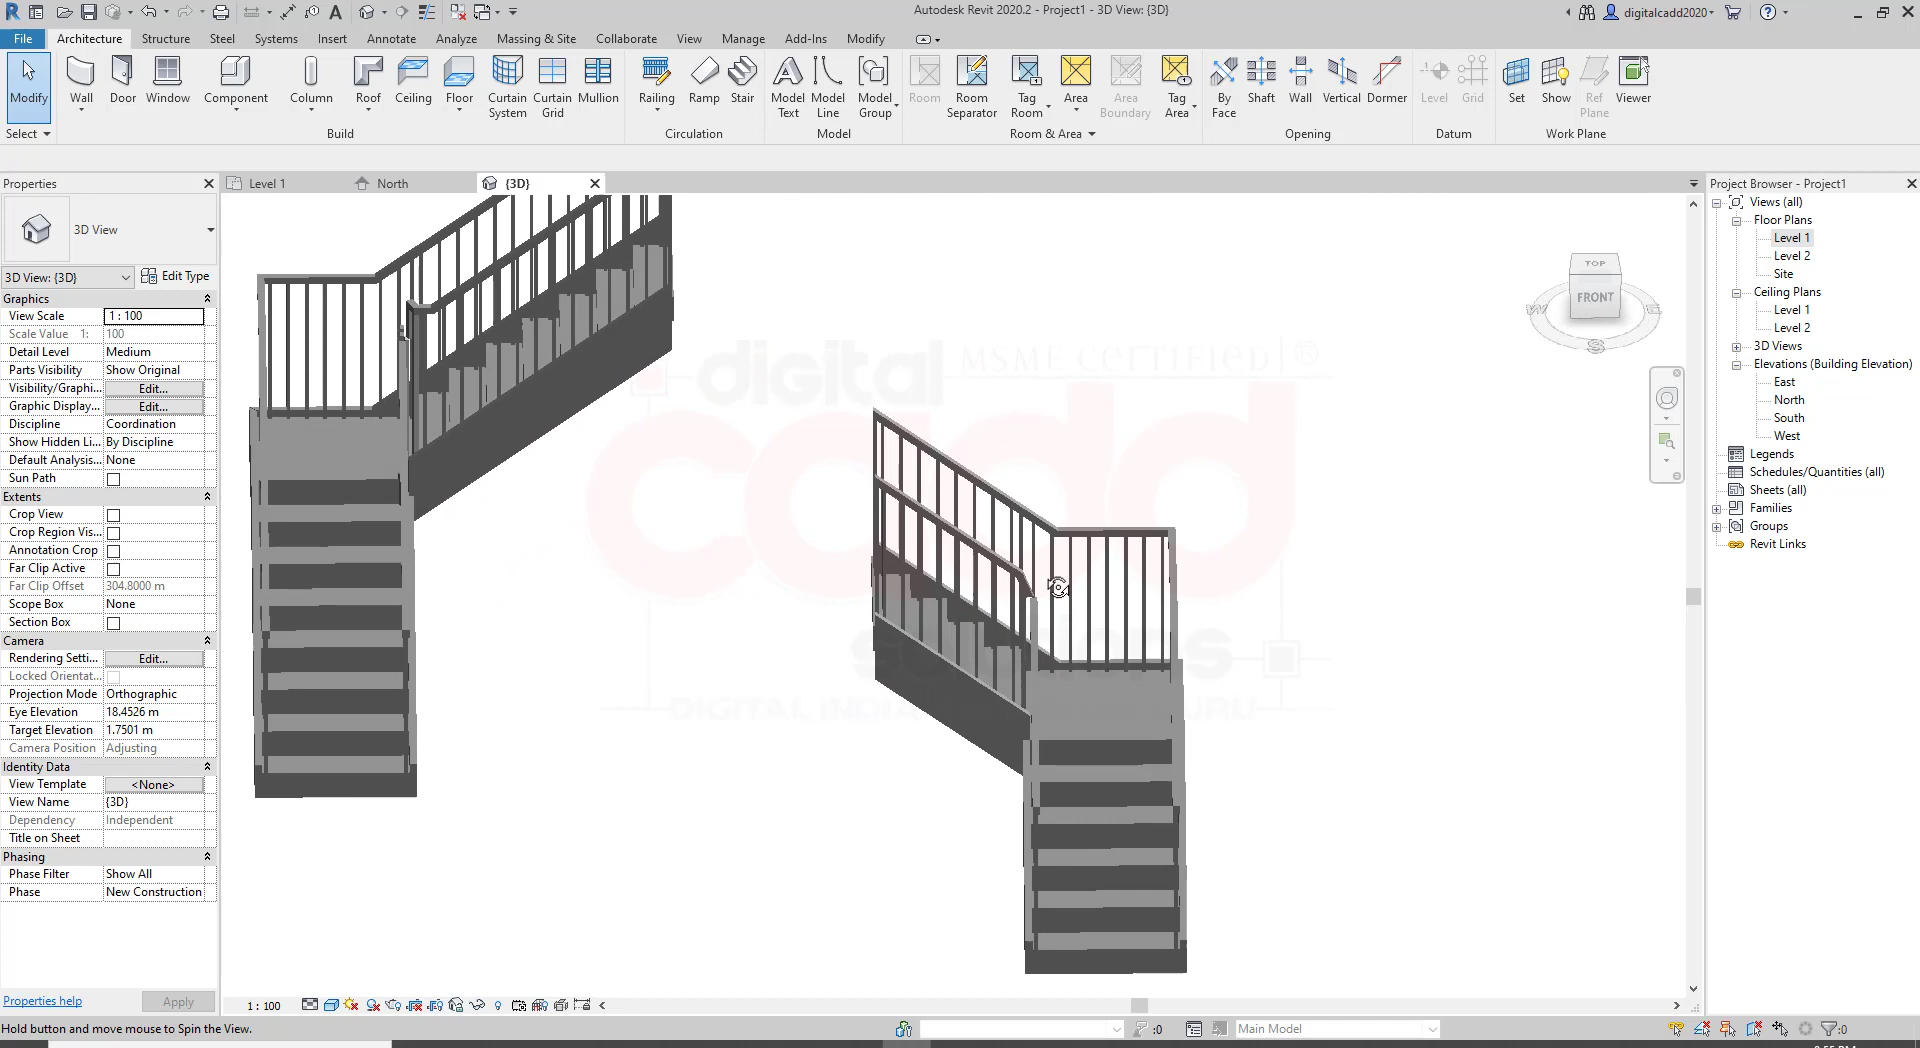 Autodesk Revit 2020.2 - Project1 - 3D View: {3D}
digitalcadd2020
File
Architecture
Structure
Steel
Systems
Insert
Annotate
Analyze
Massing & Site
Collaborate
View
Manage
Add-Ins
Modify
Modify
Wall
Door
Window
Component
Column
Roof
Ceiling
Floor
Curtain System
Curtain Grid
Mullion
Railing
Ramp
Stair
Model Text
Model Line
Model Group
Room
Room Separator
Tag Room
Area
Area Boundary
Tag Area
By Face
Shaft
Wall
Vertical
Dormer
Level
Grid
Set
Show
Ref Plane
Viewer
Select
Build
Circulation
Model
Room & Area
Opening
Datum
Work Plane
Properties
Level 1
North
{3D}
Project Browser - Project1
3D View
3D View: {3D}
Edit Type
Graphics
View Scale 1 : 100
Scale Value 1: 100
Detail Level Medium
Parts Visibility Show Original
Visibility/Graphi... Edit...
Graphic Display... Edit...
Discipline Coordination
Show Hidden Li... By Discipline
Default Analysis... None
Sun Path
Extents
Crop View
Crop Region Vis...
Annotation Crop
Far Clip Active
Far Clip Offset 304.8000 m
Scope Box None
Section Box
Camera
Rendering Setti... Edit...
Locked Orientat...
Projection Mode Orthographic
Eye Elevation 18.4526 m
Target Elevation 1.7501 m
Camera Position Adjusting
Identity Data
View Template <None>
View Name {3D}
Dependency Independent
Title on Sheet
Phasing
Phase Filter Show All
Phase New Construction
Properties help
Apply
digital
MSME CERTIFIED ®
cadd
solutions
TOP
FRONT
W
E
S
Views (all)
Floor Plans
Level 1
Level 2
Site
Ceiling Plans
Level 1
Level 2
3D Views
Elevations (Building Elevation)
East
North
South
West
Legends
Schedules/Quantities (all)
Sheets (all)
Families
Groups
Revit Links
1 : 100
Hold button and move mouse to Spin the View.
:0
Main Model
:0